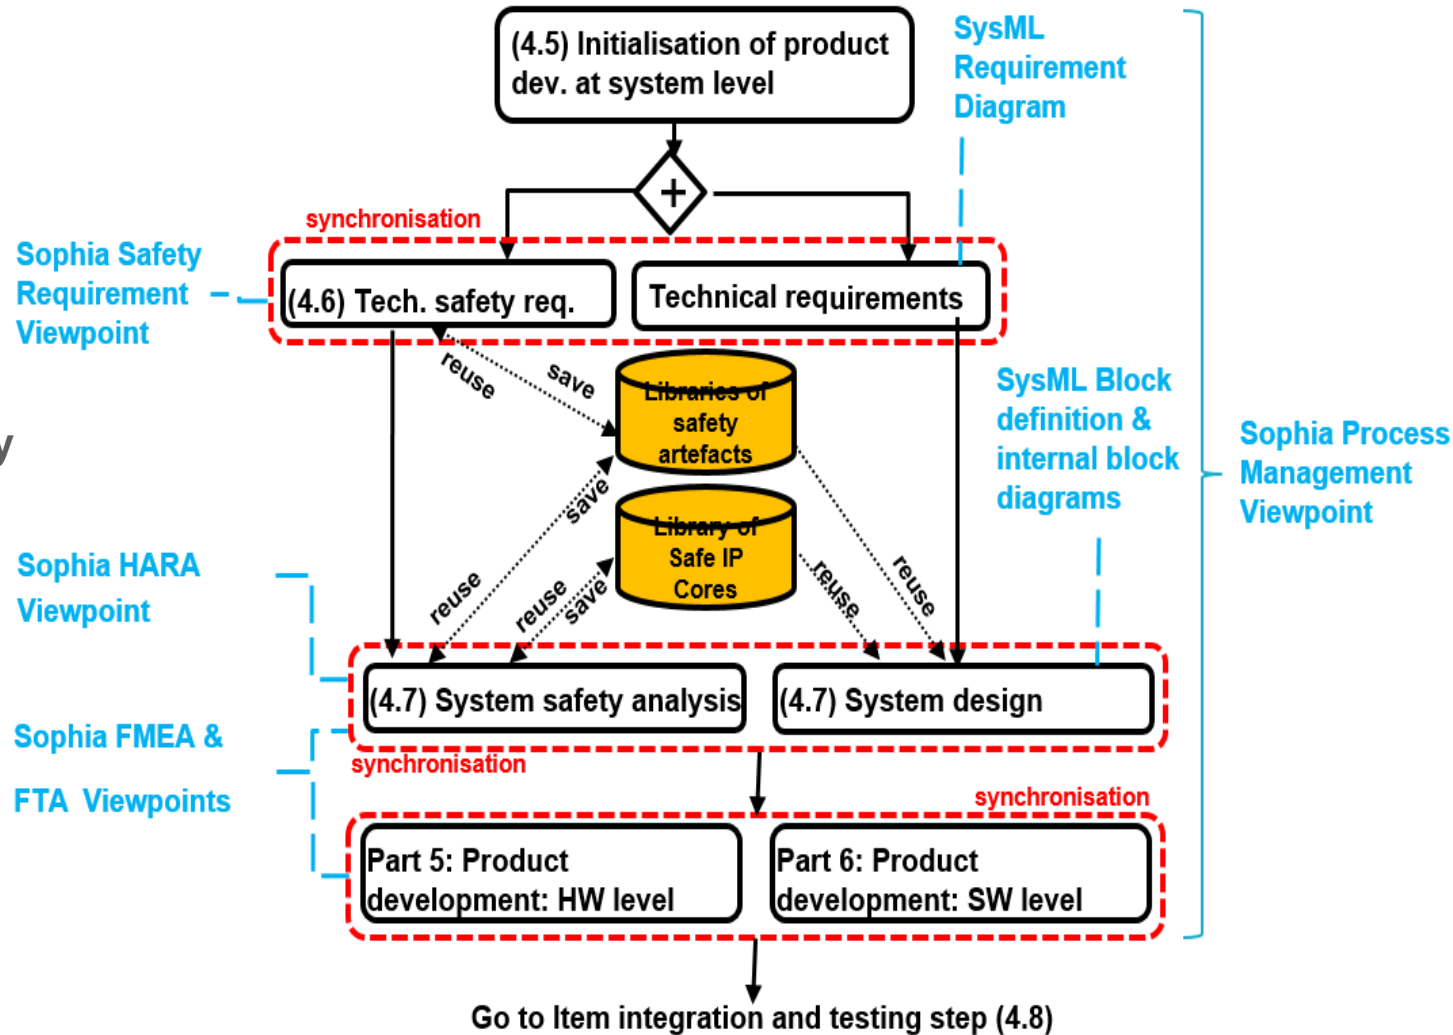 (4.5) Initialisation of product
dev. at system level
SysML
Requirement
Diagram
+
synchronisation
Sophia Safety
Requirement
Viewpoint
(4.6) Tech. safety req.
Technical requirements
reuse
save
Libraries of
safety
artefacts
SysML Block
definition &
internal block
diagrams
Sophia Process
Management
Viewpoint
y
save
Library of
Safe IP
Cores
Sophia HARA
Viewpoint
reuse
reuse
save
reuse
reuse
(4.7) System safety analysis
(4.7) System design
Sophia FMEA &
FTA Viewpoints
synchronisation
synchronisation
Part 5: Product
development: HW level
Part 6: Product
development: SW level
Go to Item integration and testing step (4.8)